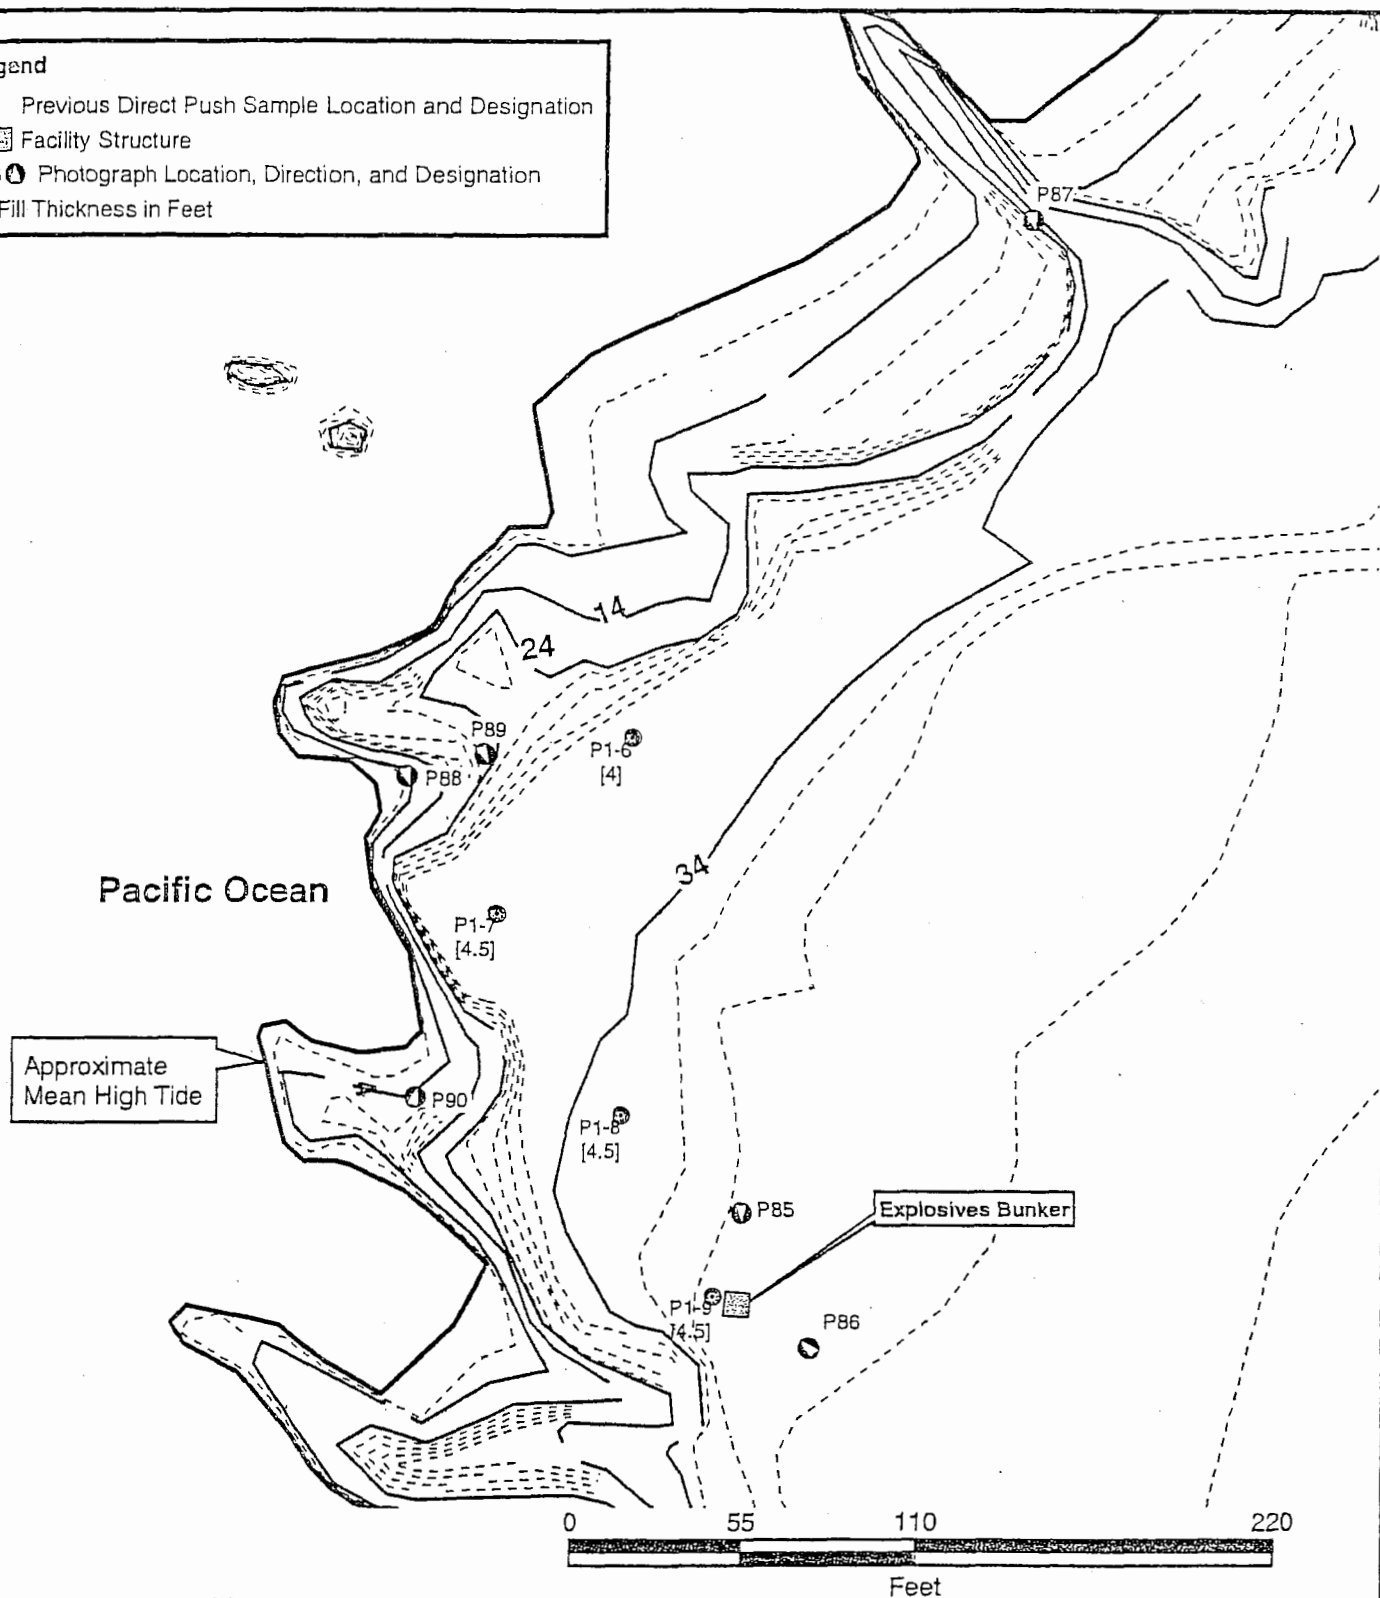 gend
Previous Direct Push Sample Location and Designation
Facility Structure
Photograph Location, Direction, and Designation
Fill Thickness in Feet
P87
14
24
P89
P88
P1-6
[4]
34
Pacific Ocean
P1-7
[4.5]
Approximate
Mean High Tide
P90
P1-8
[4.5]
P85
Explosives Bunker
P1-9
[4.5]
P86
0 55 110 220
Feet